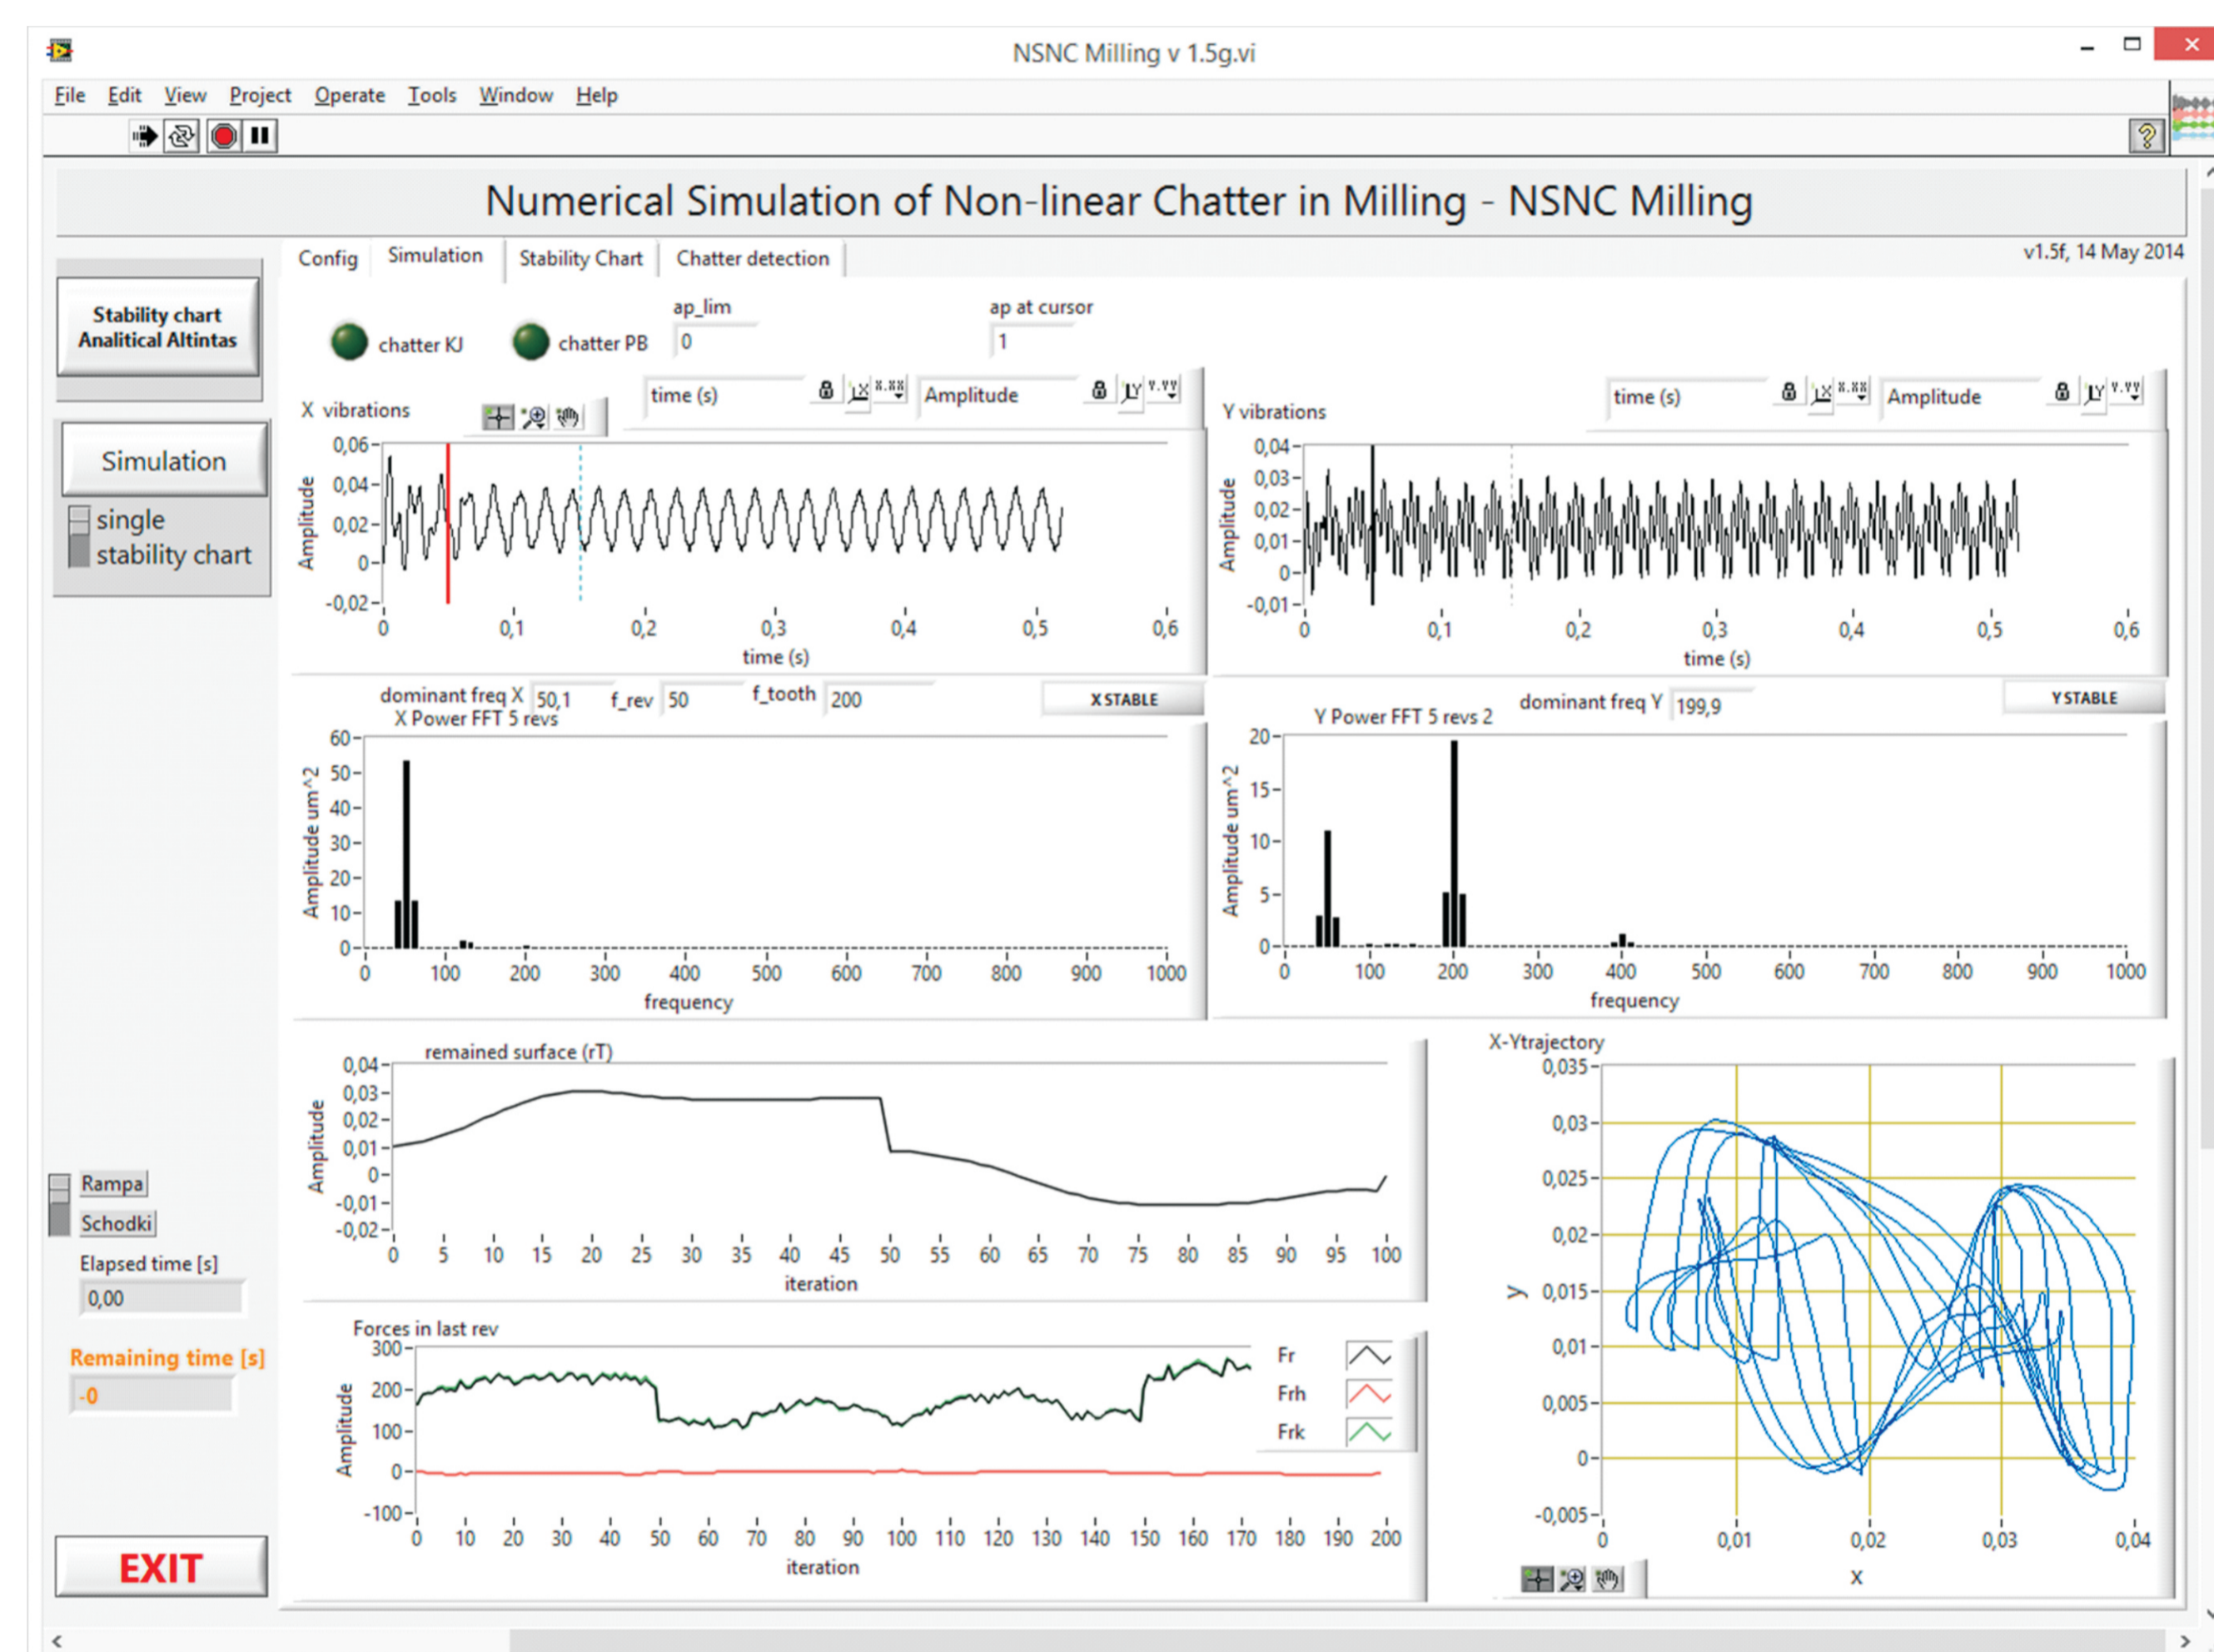 NSNC Milling v 1.5g.vi
File Edit View Project Operate Tools Window Help
Numerical Simulation of Non-linear Chatter in Milling - NSNC Milling
Config Simulation Stability Chart Chatter detection
v1.5f, 14 May 2014
Stability chart
Analitical Altintas
Simulation
single
stability chart
Rampa
Schodki
Elapsed time [s]
0,00
Remaining time [s]
-0
EXIT
chatter KJ
chatter PB
ap_lim
0
ap at cursor
1
X vibrations
time (s)
X.XX
Amplitude
Y.YY
Amplitude
0,06
0,04
0,02
0
-0,02
0 0,1 0,2 0,3 0,4 0,5 0,6
time (s)
Y vibrations
time (s)
X.XX
Amplitude
Y.YY
Amplitude
0,04
0,03
0,02
0,01
0
-0,01
0 0,1 0,2 0,3 0,4 0,5 0,6
time (s)
dominant freq X 50,1 f_rev 50 f_tooth 200
X STABLE
X Power FFT 5 revs
Amplitude um^2
60
50
40
30
20
10
0
0 100 200 300 400 500 600 700 800 900 1000
frequency
dominant freq Y 199,9
Y STABLE
Y Power FFT 5 revs 2
Amplitude um^2
20
15
10
5
0
0 100 200 300 400 500 600 700 800 900 1000
frequency
remained surface (rT)
Amplitude
0,04
0,03
0,02
0,01
0
-0,01
-0,02
0 5 10 15 20 25 30 35 40 45 50 55 60 65 70 75 80 85 90 95 100
iteration
Forces in last rev
Amplitude
300
200
100
0
-100
0 10 20 30 40 50 60 70 80 90 100 110 120 130 140 150 160 170 180 190 200
iteration
Fr
Frh
Frk
X-Ytrajectory
y
0,035
0,03
0,025
0,02
0,015
0,01
0,005
0
-0,005
0 0,01 0,02 0,03 0,04
x